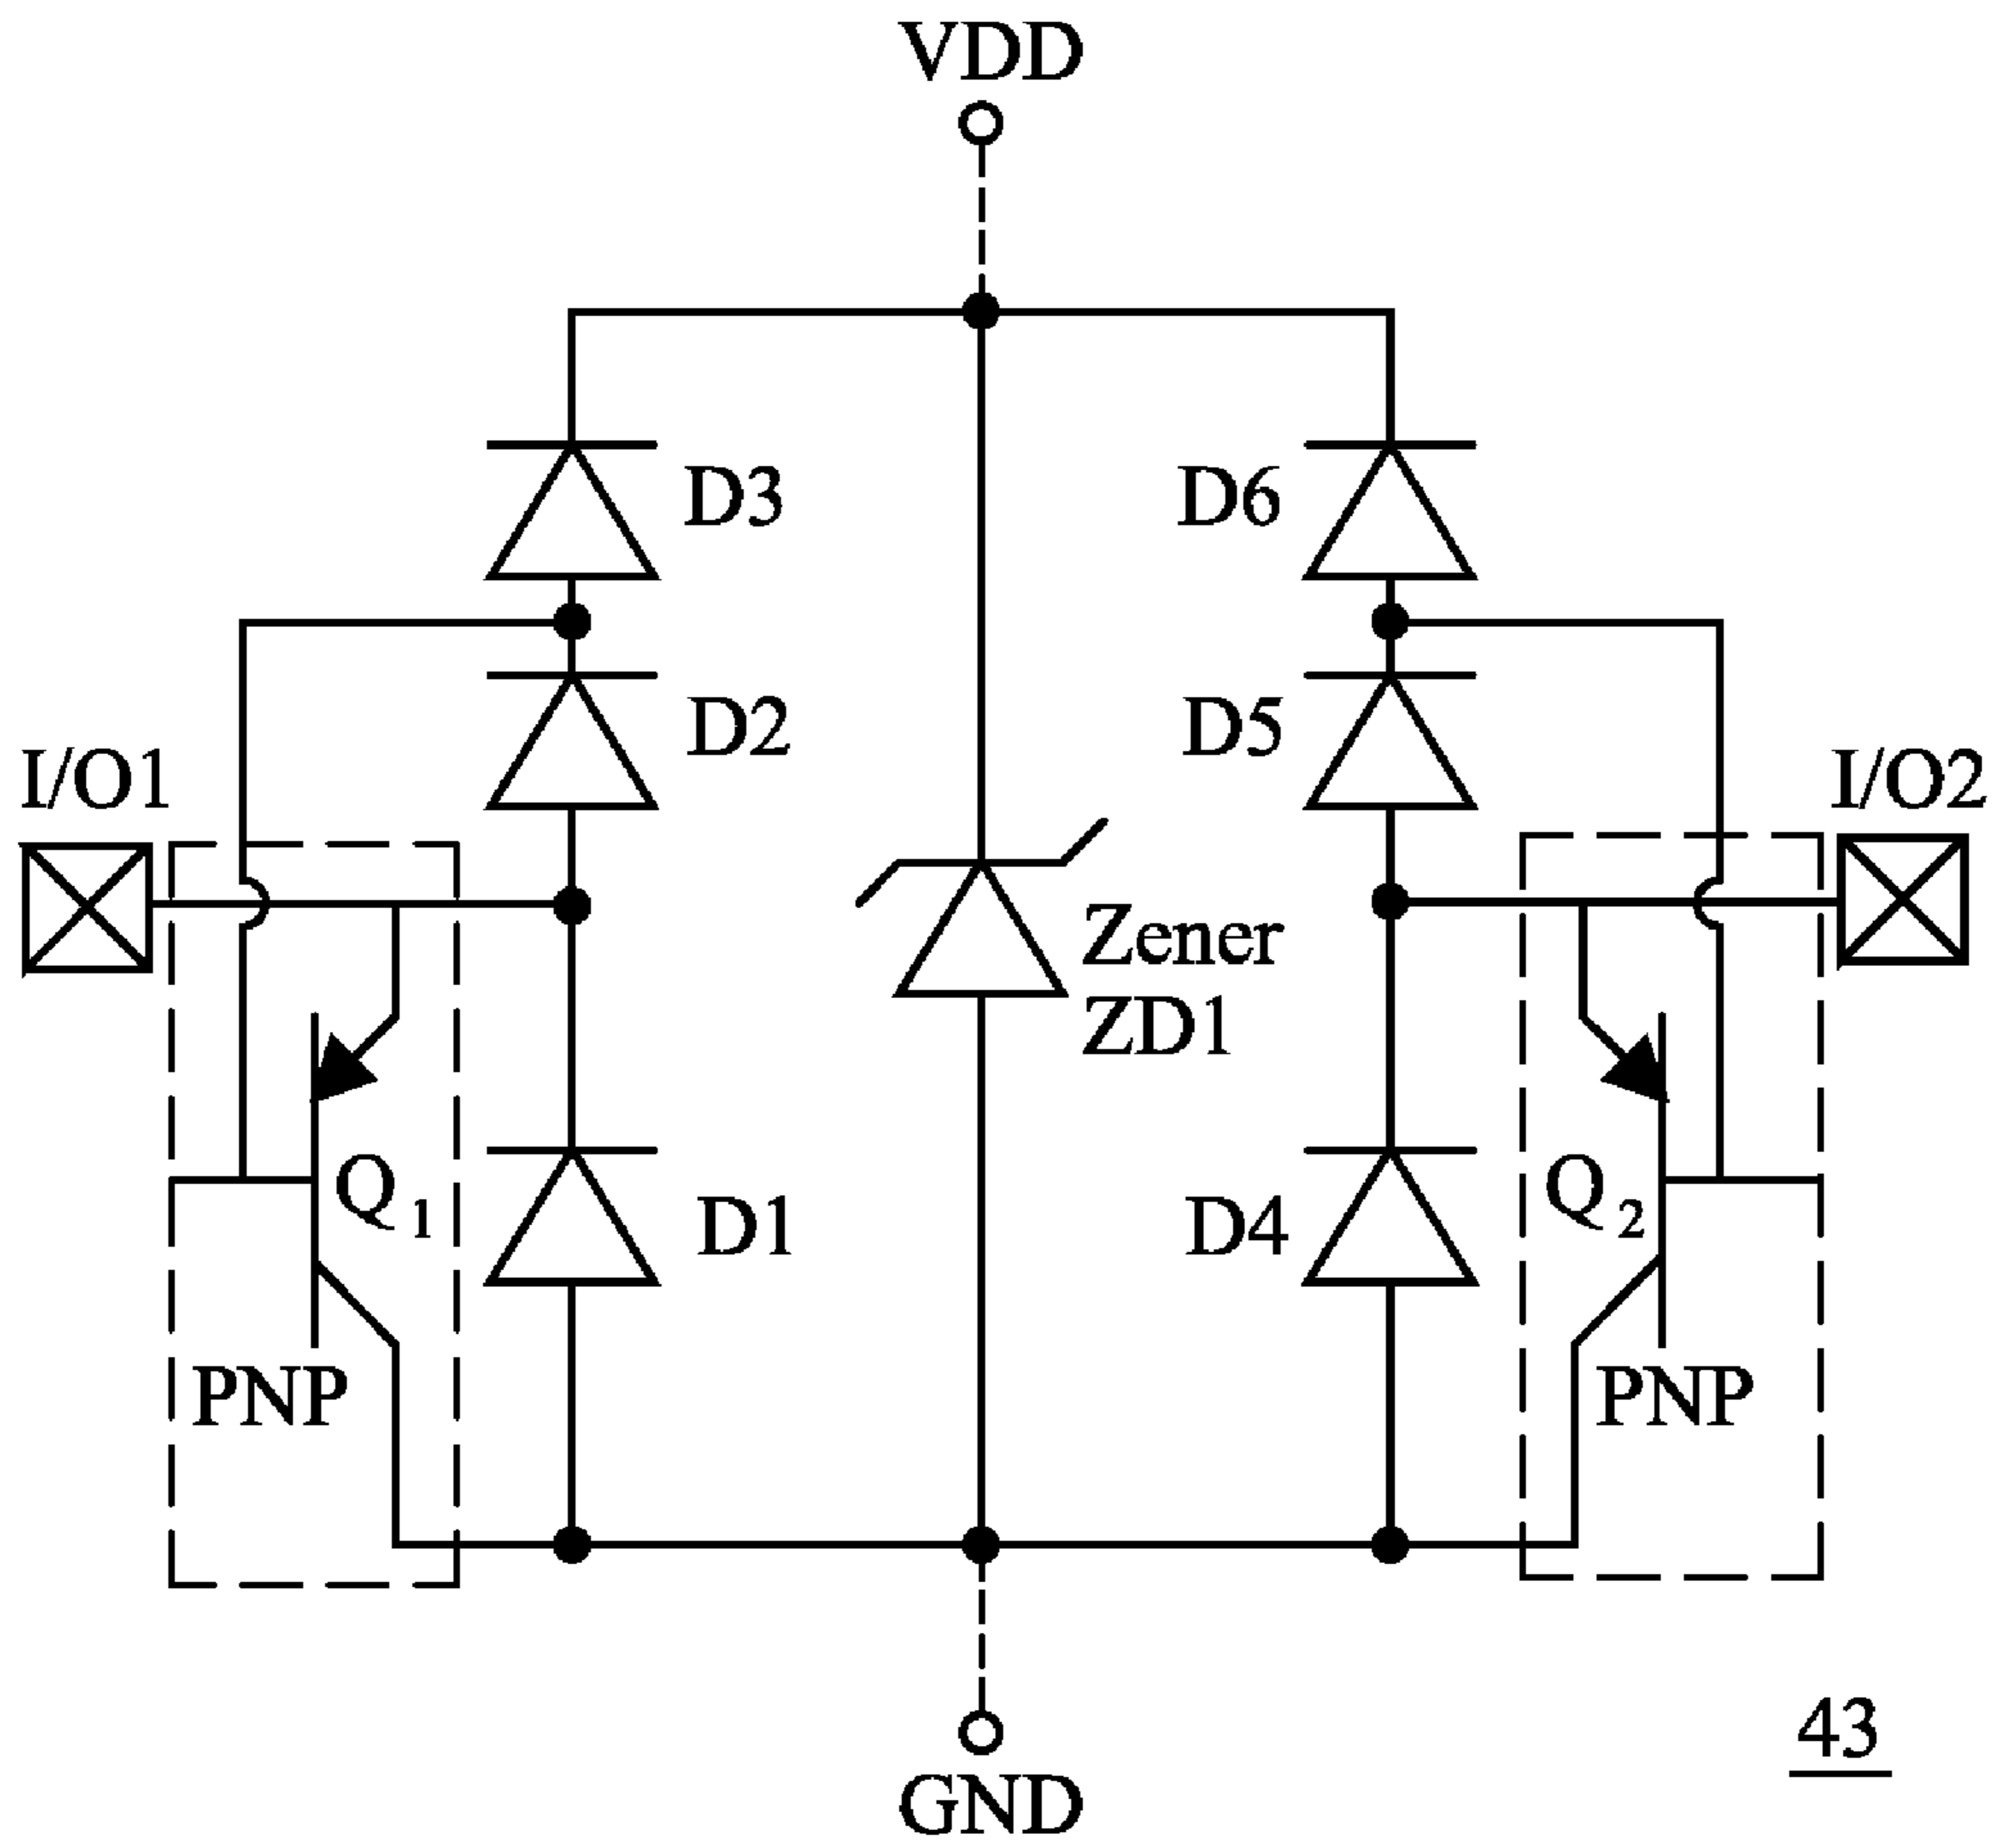 VDD
D3
D6
D2
D5
I/O1
I/O2
Zener
ZD1
Q1
D1
D4
Q2
PNP
PNP
GND
43